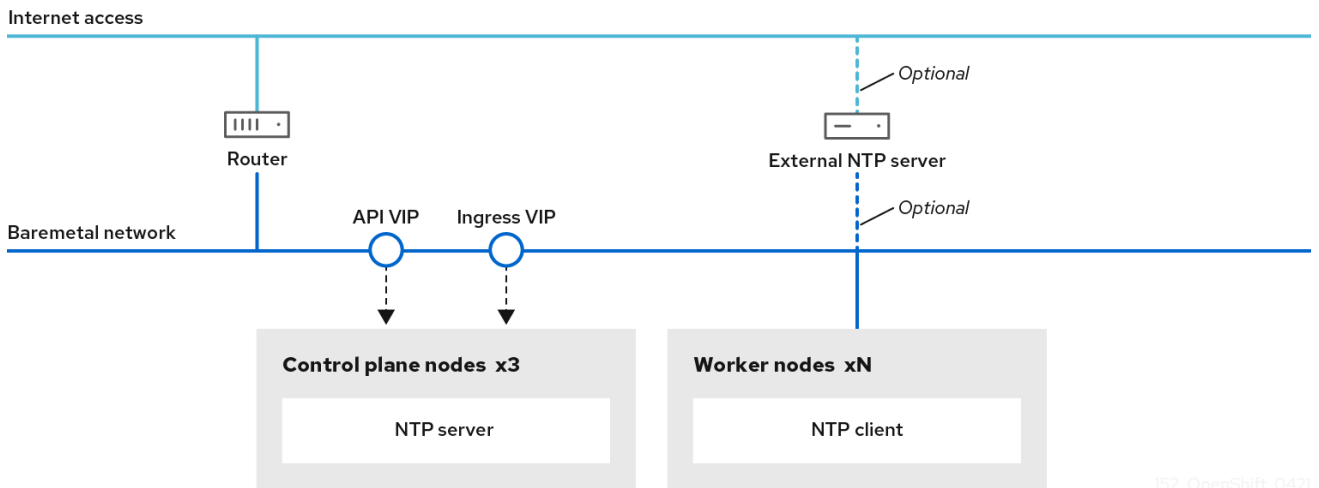 Internet access
Optional
Router
External NTP server
Optional
API VIP
Ingress VIP
Baremetal network
Control plane nodes x3
Worker nodes xN
NTP server
NTP client
152_OpenShift_0421